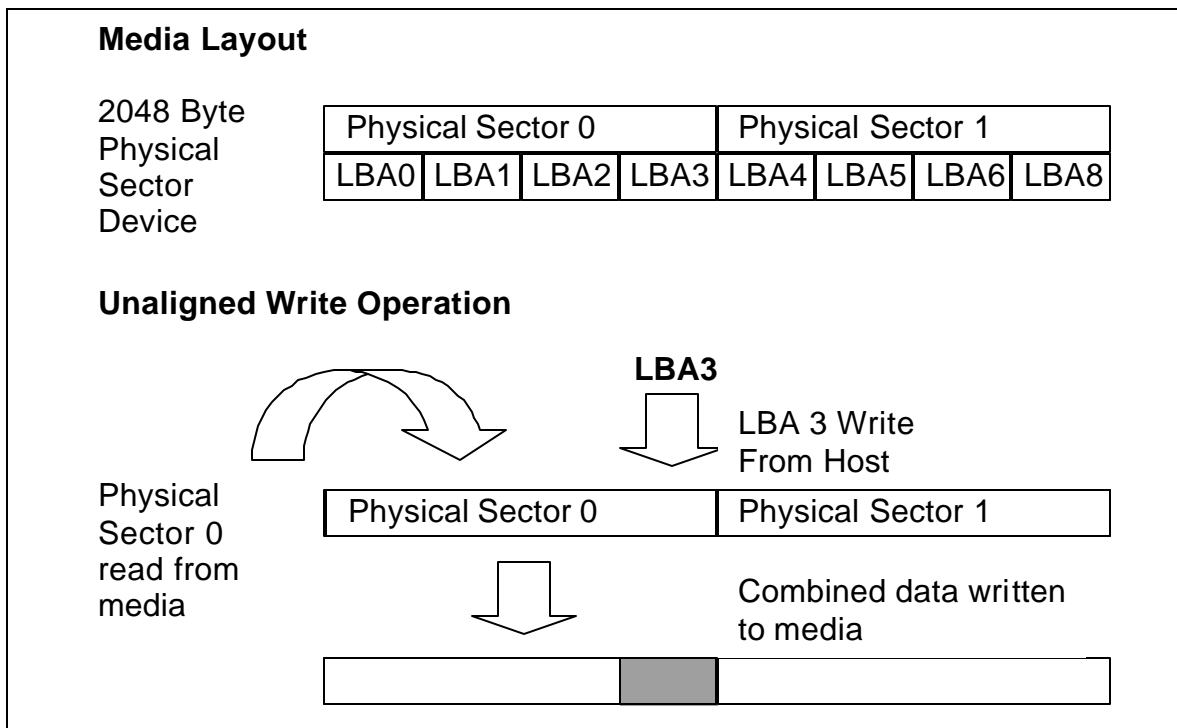 Media Layout
2048 Byte
Physical
Sector
Device
Physical Sector 0 Physical Sector 1
LBA0 LBA1 LBA2 LBA3 LBA4 LBA5 LBA6 LBA8
Unaligned Write Operation
LBA3
LBA 3 Write
From Host
Physical
Sector 0
read from
media
Physical Sector 0 Physical Sector 1
Combined data written
to media